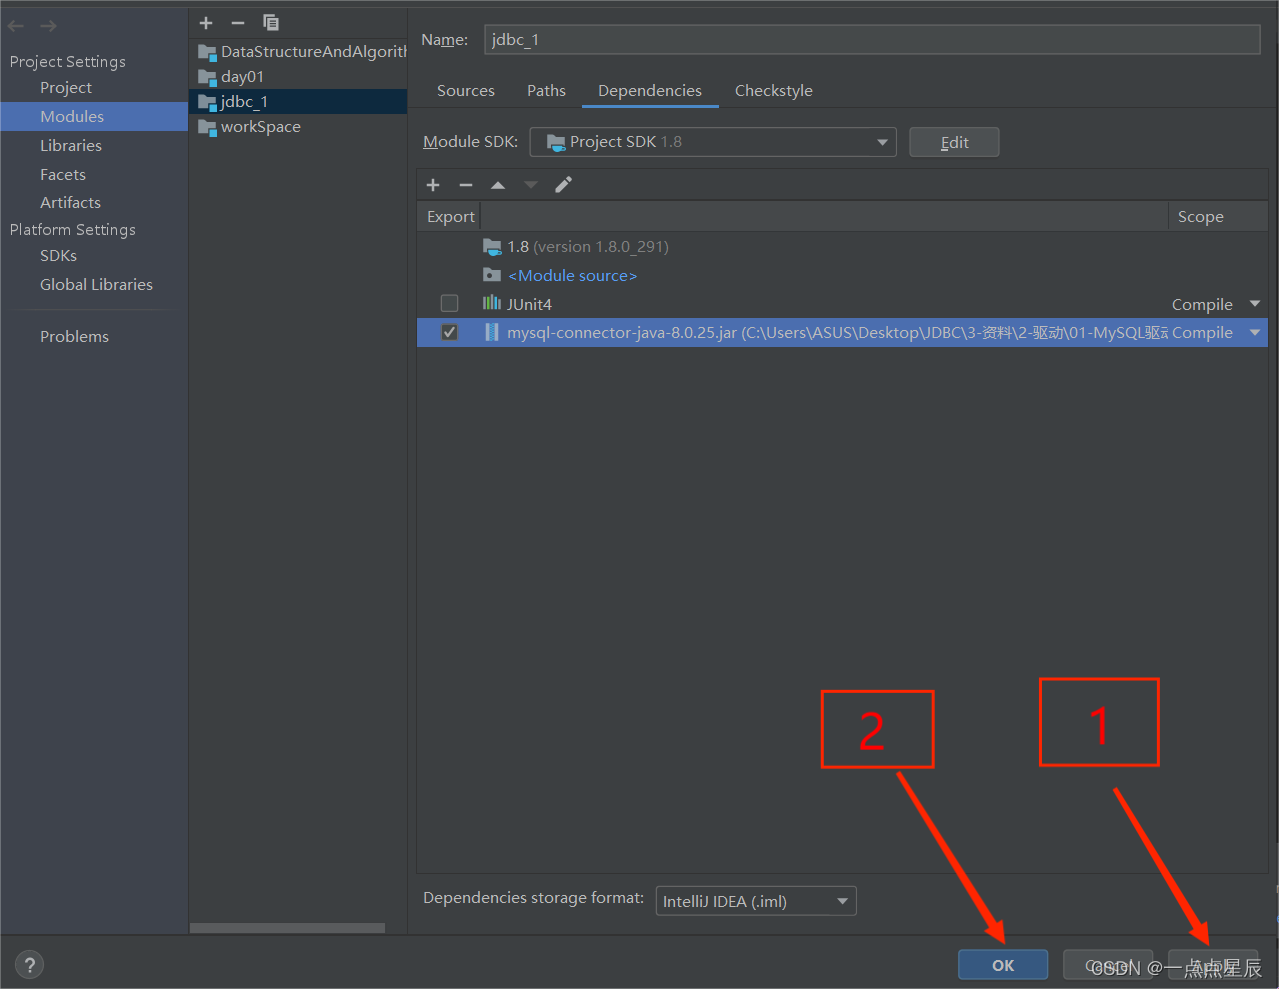 Project Settings
Project
Modules
Libraries
Facets
Artifacts
Platform Settings
SDKs
Global Libraries
Problems
DataStructureAndAlgorith
day01
jdbc_1
workSpace
Name: jdbc_1
Sources Paths Dependencies Checkstyle
Module SDK: Project SDK 1.8 Edit
Export Scope
1.8 (version 1.8.0_291)
<Module source>
JUnit4 Compile
mysql-connector-java-8.0.25.jar (C:\Users\ASUS\Desktop\JDBC\3-资料\2-驱动\01-MySQL驱动 Compile
2 1
Dependencies storage format: IntelliJ IDEA (.iml)
? OK Cancel Apply
CSDN @一点点星辰